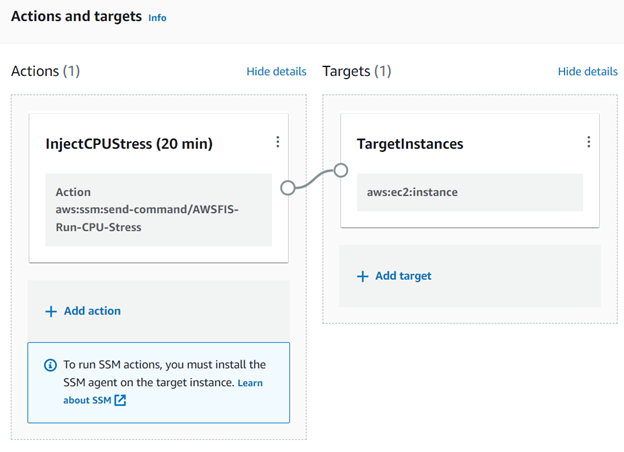 Actions and targets Info
Actions (1)
Hide details
InjectCPUStress (20 min)
Action
aws:ssm:send-command/AWSFIS-
Run-CPU-Stress
+ Add action
To run SSM actions, you must install the
SSM agent on the target instance. Learn
about SSM
Targets (1)
Hide details
TargetInstances
aws:ec2:instance
+ Add target